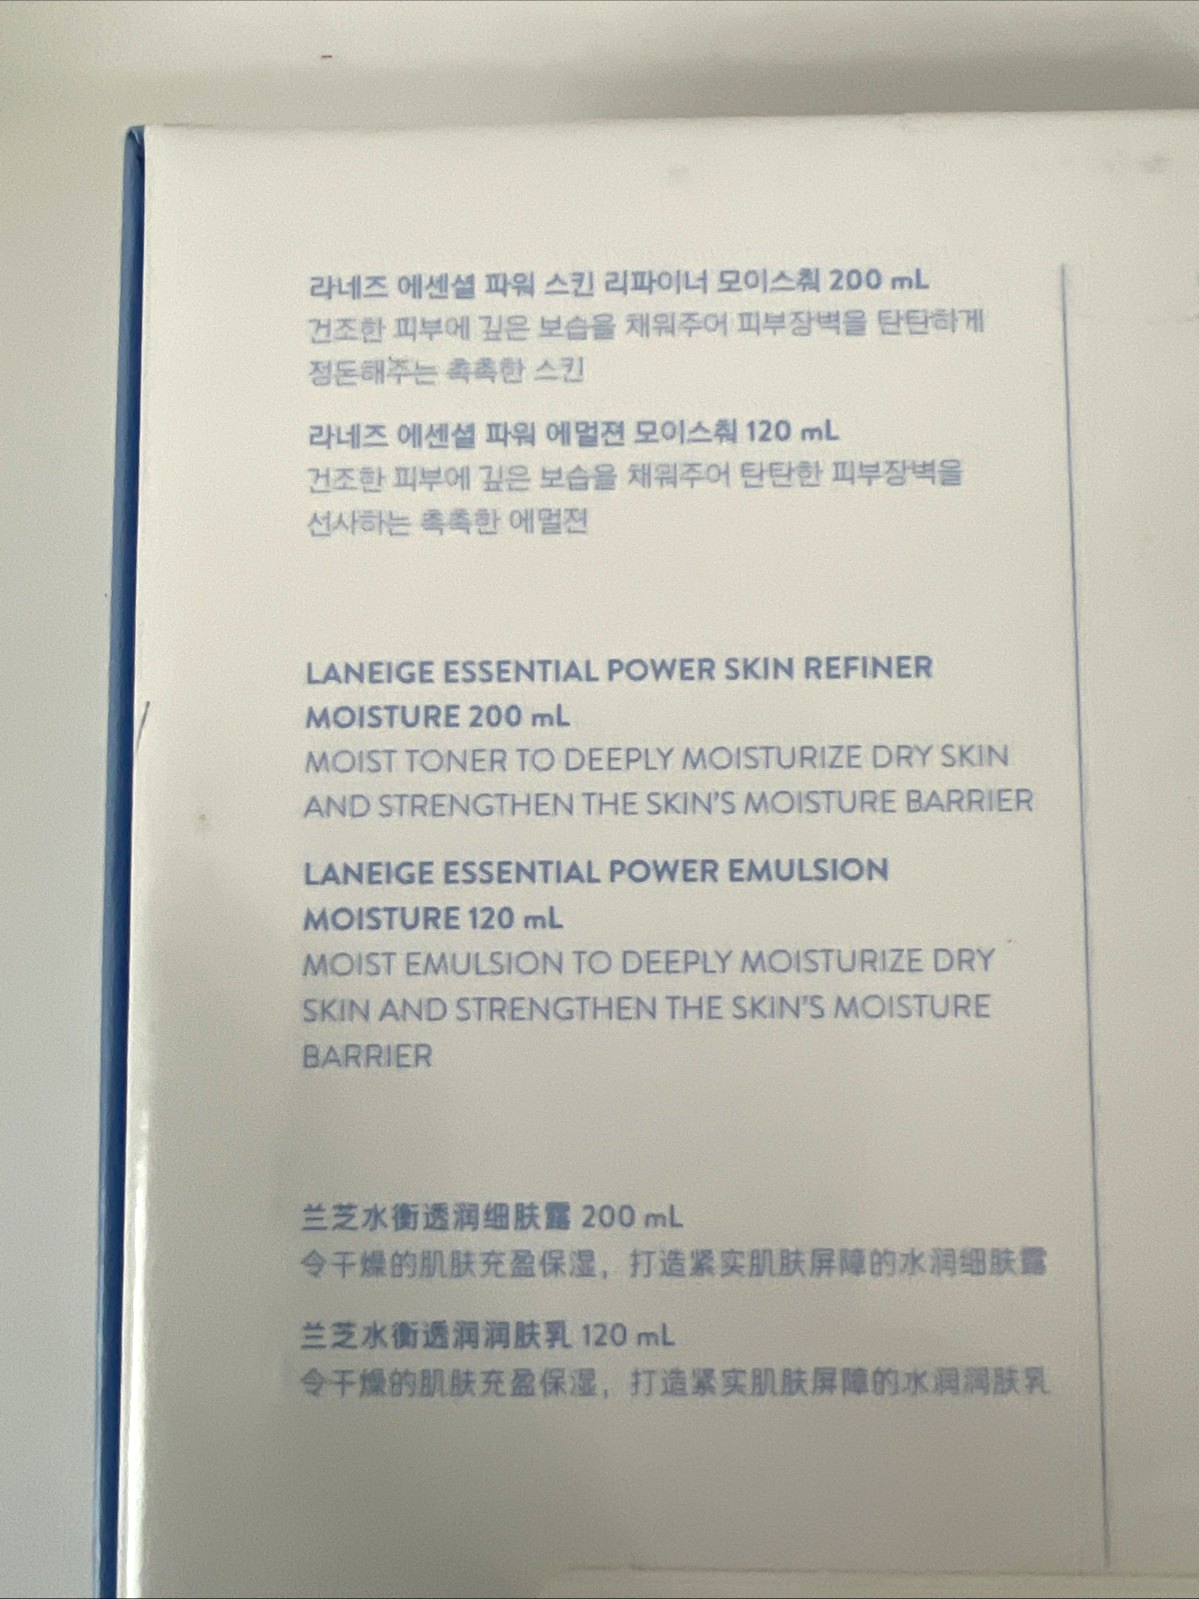 라네즈 에센셜 파워 스킨 리파이너 모이스춰 200 mL
건조한 피부에 깊은 보습을 채워주어 피부장벽을 탄탄하게
정돈해주는 촉촉한 스킨
라네즈 에센셜 파워 에멀젼 모이스춰 120 mL
건조한 피부에 깊은 보습을 채워주어 탄탄한 피부장벽을
선사하는 촉촉한 에멀젼
LANEIGE ESSENTIAL POWER SKIN REFINER
MOISTURE 200 mL
MOIST TONER TO DEEPLY MOISTURIZE DRY SKIN
AND STRENGTHEN THE SKIN'S MOISTURE BARRIER
LANEIGE ESSENTIAL POWER EMULSION
MOISTURE 120 mL
MOIST EMULSION TO DEEPLY MOISTURIZE DRY
SKIN AND STRENGTHEN THE SKIN'S MOISTURE
BARRIER
兰芝水衡透润细肤露 200 mL
令干燥的肌肤充盈保湿，打造紧实肌肤屏障的水润细肤露
兰芝水衡透润润肤乳 120 mL
令干燥的肌肤充盈保湿，打造紧实肌肤屏障的水润润肤乳